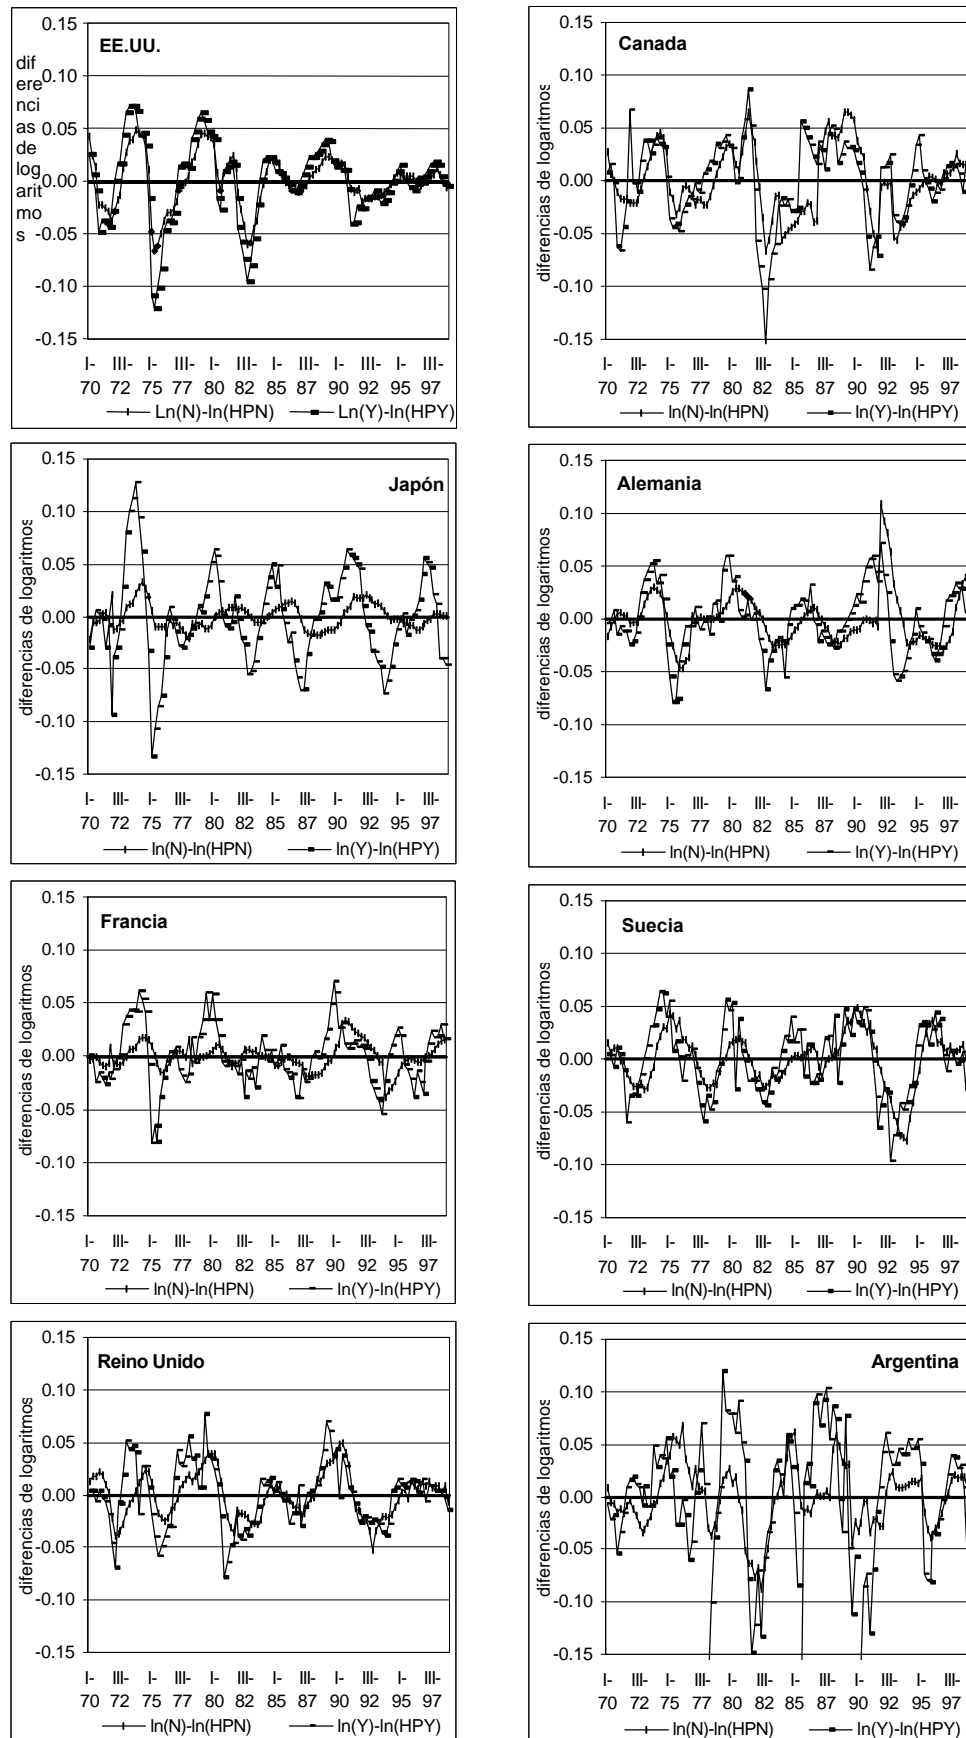 EE.UU.
diferencias de logaritmos
0.15
0.10
0.05
0.00
-0.05
-0.10
-0.15
I- III- I- III- I- III- I- III- I- III- I- III-
70 72 75 77 80 82 85 87 90 92 95 97
Ln(N)-ln(HPN) Ln(Y)-ln(HPY)
Canada
diferencias de logaritmos
0.15
0.10
0.05
0.00
-0.05
-0.10
-0.15
I- III- I- III- I- III- I- III- I- III- I- III-
70 72 75 77 80 82 85 87 90 92 95 97
ln(N)-ln(HPN) ln(Y)-ln(HPY)
Japón
diferencias de logaritmos
0.15
0.10
0.05
0.00
-0.05
-0.10
-0.15
I- III- I- III- I- III- I- III- I- III- I- III-
70 72 75 77 80 82 85 87 90 92 95 97
ln(N)-ln(HPN) ln(Y)-ln(HPY)
Alemania
diferencias de logaritmos
0.15
0.10
0.05
0.00
-0.05
-0.10
-0.15
I- III- I- III- I- III- I- III- I- III- I- III-
70 72 75 77 80 82 85 87 90 92 95 97
ln(N)-ln(HPN) ln(Y)-ln(HPY)
Francia
diferencias de logaritmos
0.15
0.10
0.05
0.00
-0.05
-0.10
-0.15
I- III- I- III- I- III- I- III- I- III- I- III-
70 72 75 77 80 82 85 87 90 92 95 97
ln(N)-ln(HPN) ln(Y)-ln(HPY)
Suecia
diferencias de logaritmos
0.15
0.10
0.05
0.00
-0.05
-0.10
-0.15
I- III- I- III- I- III- I- III- I- III- I- III-
70 72 75 77 80 82 85 87 90 92 95 97
ln(N)-ln(HPN) ln(Y)-ln(HPY)
Reino Unido
diferencias de logaritmos
0.15
0.10
0.05
0.00
-0.05
-0.10
-0.15
I- III- I- III- I- III- I- III- I- III- I- III-
70 72 75 77 80 82 85 87 90 92 95 97
ln(N)-ln(HPN) ln(Y)-ln(HPY)
Argentina
diferencias de logaritmos
0.15
0.10
0.05
0.00
-0.05
-0.10
-0.15
I- III- I- III- I- III- I- III- I- III- I- III-
70 72 75 77 80 82 85 87 90 92 95 97
ln(N)-ln(HPN) ln(Y)-ln(HPY)